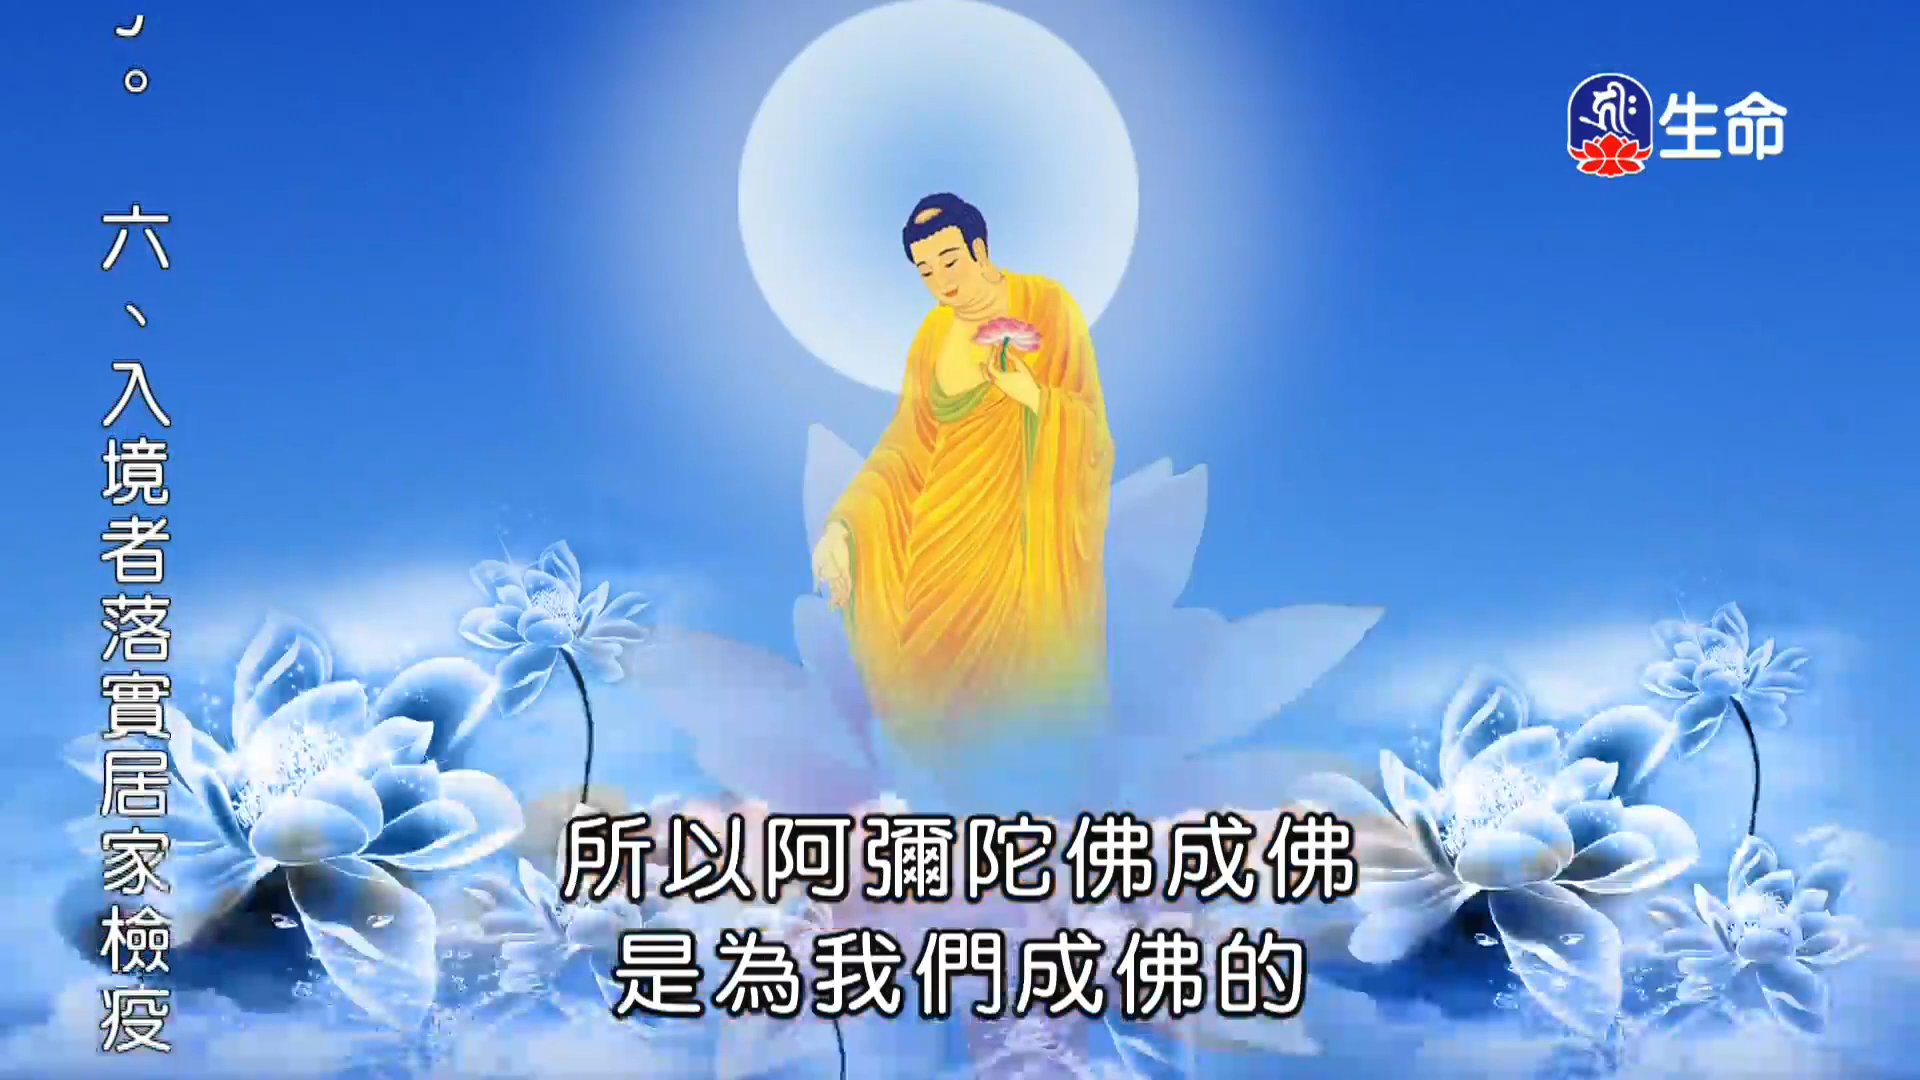 生命
。 六、入境者落實居家檢疫
所以阿彌陀佛成佛
是為我們成佛的